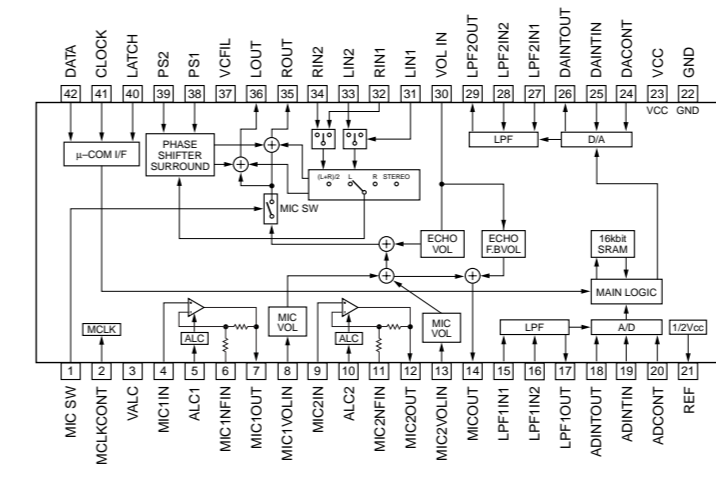 DATA
CLOCK
LATCH
PS2
PS1
VCFIL
LOUT
ROUT
RIN2
LIN2
RIN1
LIN1
VOL IN
LPF2OUT
LPF2IN2
LPF2IN1
DAINTOUT
DAINTIN
DACONT
VCC
GND
42 41 40 39 38 37 36 35 34 33 32 31 30 29 28 27 26 25 24 23 22
VCC GND
μ-COM I/F
PHASE
SHIFTER
SURROUND
LPF
D/A
(L+R)/2 L R STEREO
MIC SW
ECHO
VOL
ECHO
F.BVOL
16kbit
SRAM
MAIN LOGIC
MCLK
ALC
MIC
VOL
ALC
MIC
VOL
LPF
A/D
1/2Vcc
1 2 3 4 5 6 7 8 9 10 11 12 13 14 15 16 17 18 19 20 21
MIC SW
MCLKCONT
VALC
MIC1IN
ALC1
MIC1NFIN
MIC1OUT
MIC1VOLIN
MIC2IN
ALC2
MIC2NFIN
MIC2OUT
MIC2VOLIN
MICOUT
LPF1IN1
LPF1IN2
LPF1OUT
ADINTOUT
ADINTIN
ADCONT
REF